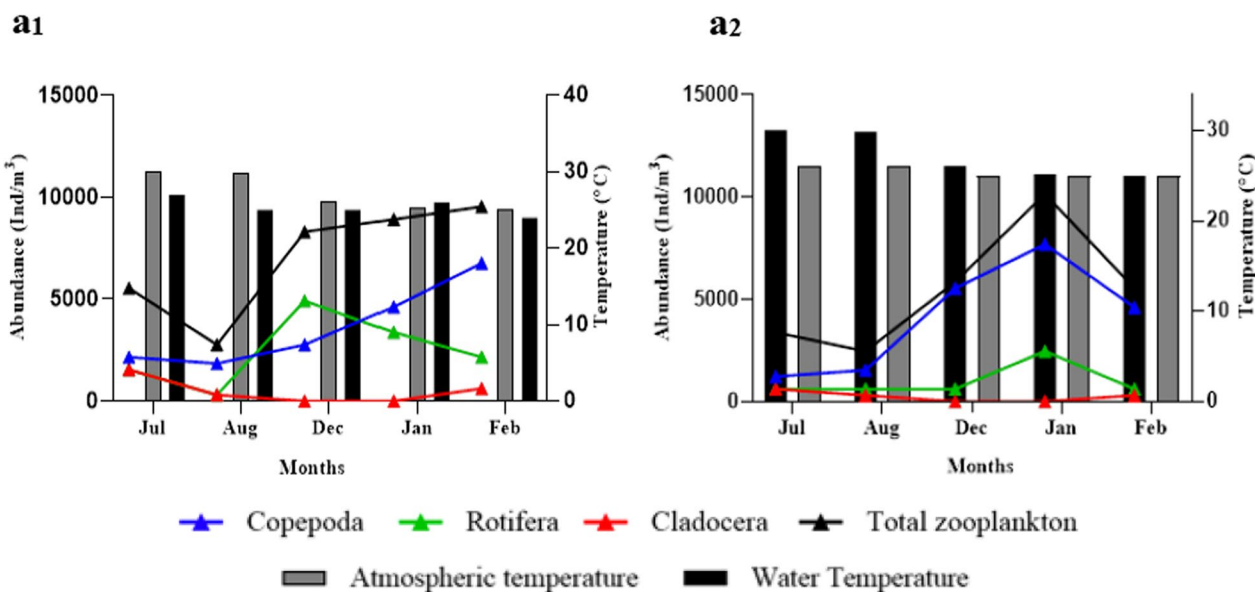 a1
a2
15000
10000
5000
0
Abundance (Ind/m3)
40
30
20
10
0
Temperature (°C)
Jul Aug Dec Jan Feb
Months
15000
10000
5000
0
Abundance (Ind/m3)
30
20
10
0
Temperature (°C)
Jul Aug Dec Jan Feb
Months
Copepoda Rotifera Cladocera Total zooplankton
Atmospheric temperature Water Temperature